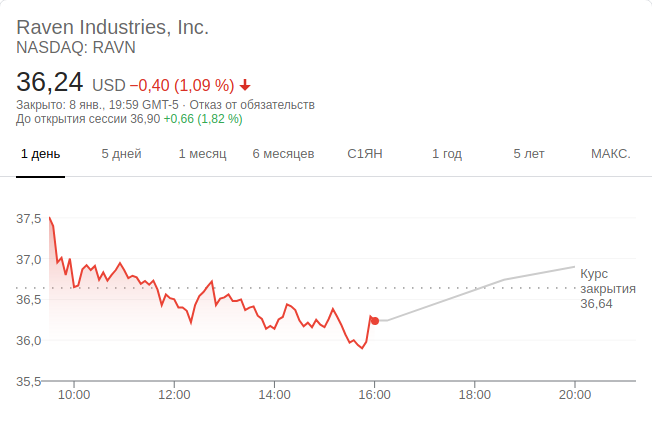 Raven Industries, Inc.
NASDAQ: RAVN
36,24 USD −0,40 (1,09 %)
Закрыто: 8 янв., 19:59 GMT-5 · Отказ от обязательств
До открытия сессии 36,90 +0,66 (1,82 %)
1 день 5 дней 1 месяц 6 месяцев С1ЯН 1 год 5 лет МАКС.
37,5
37,0
36,5
36,0
35,5
Курс
закрытия
36,64
10:00 12:00 14:00 16:00 18:00 20:00